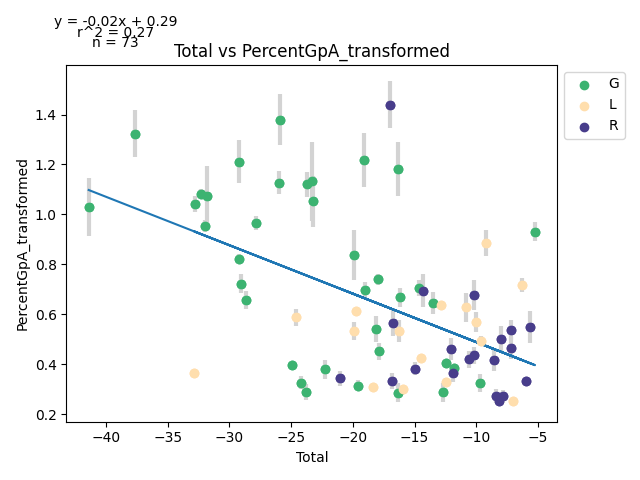 y = -0.02x + 0.29
r^2 = 0.27
n = 73
Total vs PercentGpA_transformed
G
L
R
PercentGpA_transformed
1.4
1.2
1.0
0.8
0.6
0.4
0.2
−40 −35 −30 −25 −20 −15 −10 −5
Total